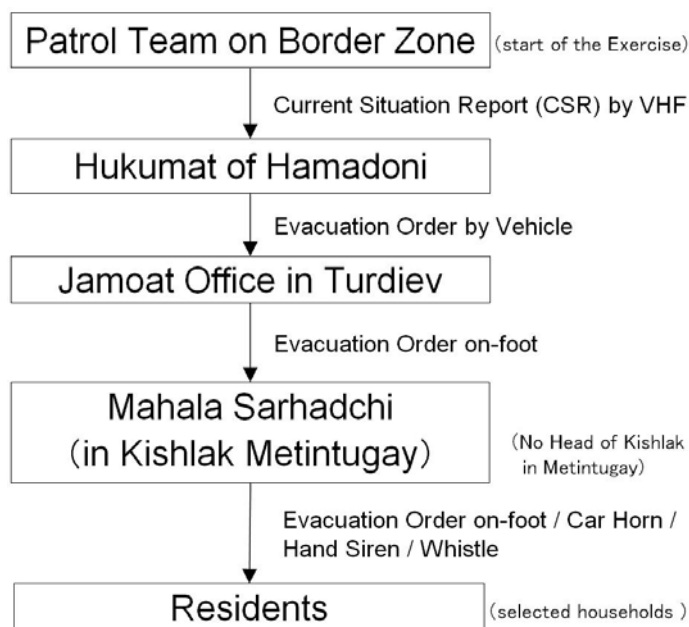 Patrol Team on Border Zone (start of the Exercise)
Current Situation Report (CSR) by VHF
Hukumat of Hamadoni
Evacuation Order by Vehicle
Jamoat Office in Turdiev
Evacuation Order on-foot
Mahala Sarhadchi
(in Kishlak Metintugay)
(No Head of Kishlak
in Metintugay)
Evacuation Order on-foot / Car Horn /
Hand Siren / Whistle
Residents (selected households )